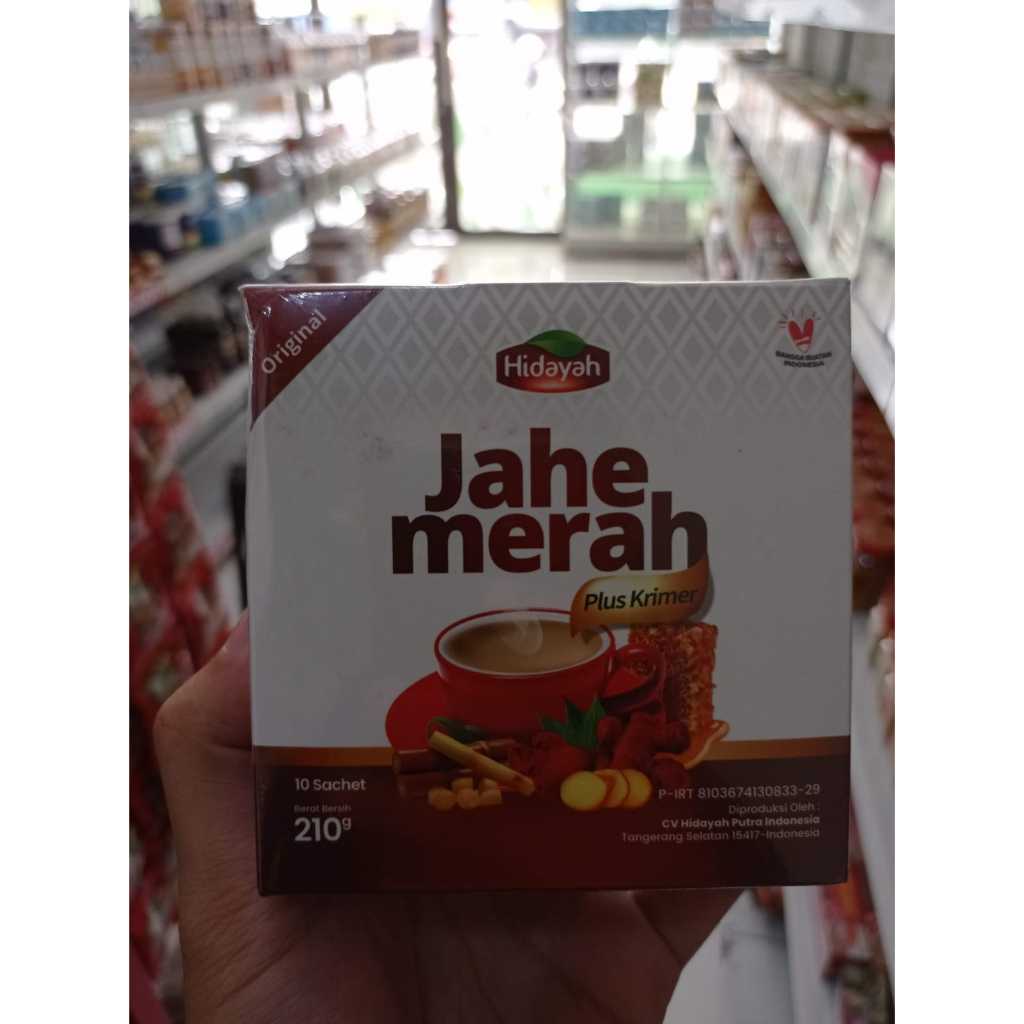 Original
Hidayah
BANGGA BUATAN
INDONESIA
Jahe
merah
Plus Krimer
10 Sachet
Berat Bersih
210g
P-IRT 8103674130833-29
Diproduksi Oleh :
CV Hidayah Putra Indonesia
Tangerang Selatan 15417-Indonesia